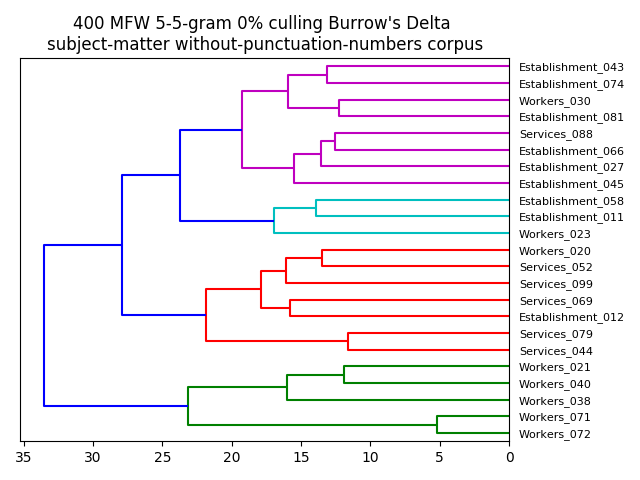 400 MFW 5-5-gram 0% culling Burrow's Delta
subject-matter without-punctuation-numbers corpus
Establishment_043
Establishment_074
Workers_030
Establishment_081
Services_088
Establishment_066
Establishment_027
Establishment_045
Establishment_058
Establishment_011
Workers_023
Workers_020
Services_052
Services_099
Services_069
Establishment_012
Services_079
Services_044
Workers_021
Workers_040
Workers_038
Workers_071
Workers_072
35 30 25 20 15 10 5 0